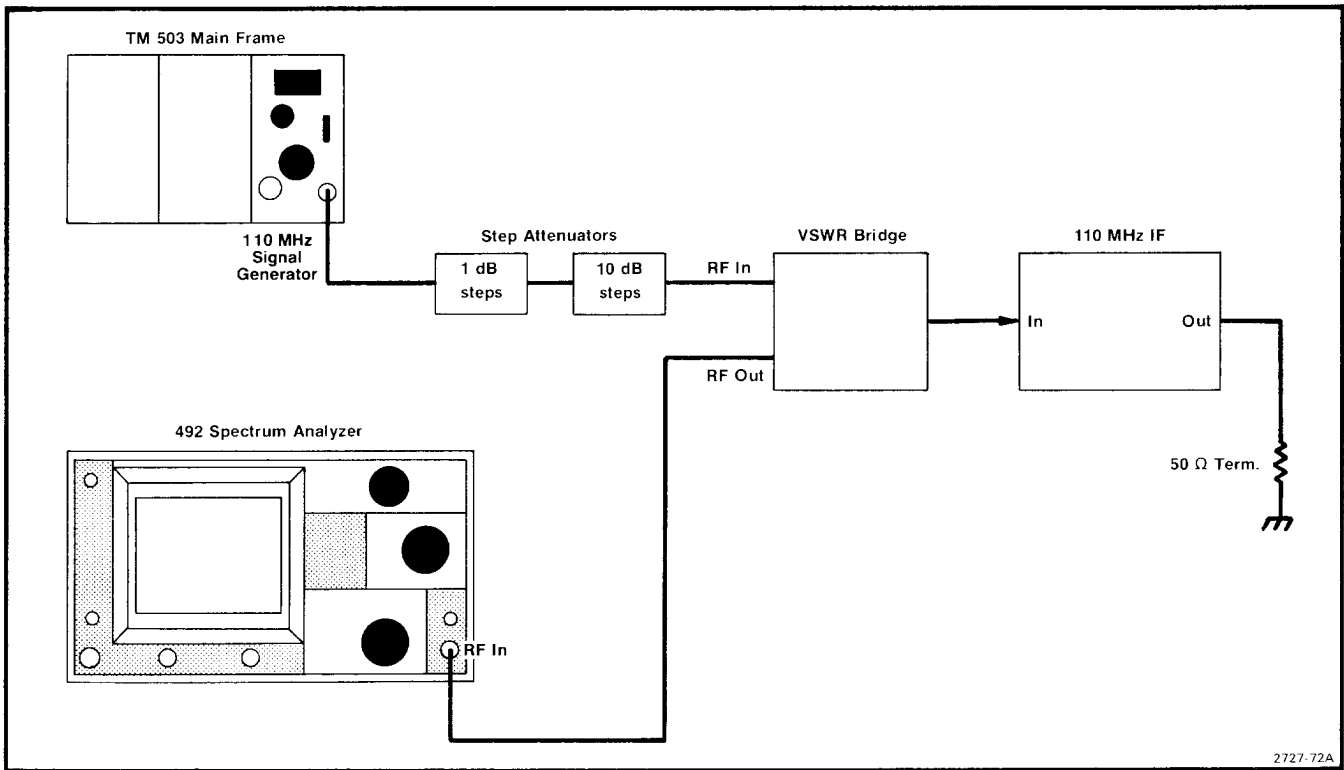 TM 503 Main Frame
110 MHz
Signal
Generator
Step Attenuators
1 dB
steps
10 dB
steps
RF In
VSWR Bridge
RF Out
110 MHz IF
In
Out
50 Ω Term.
492 Spectrum Analyzer
RF In
2727-72A